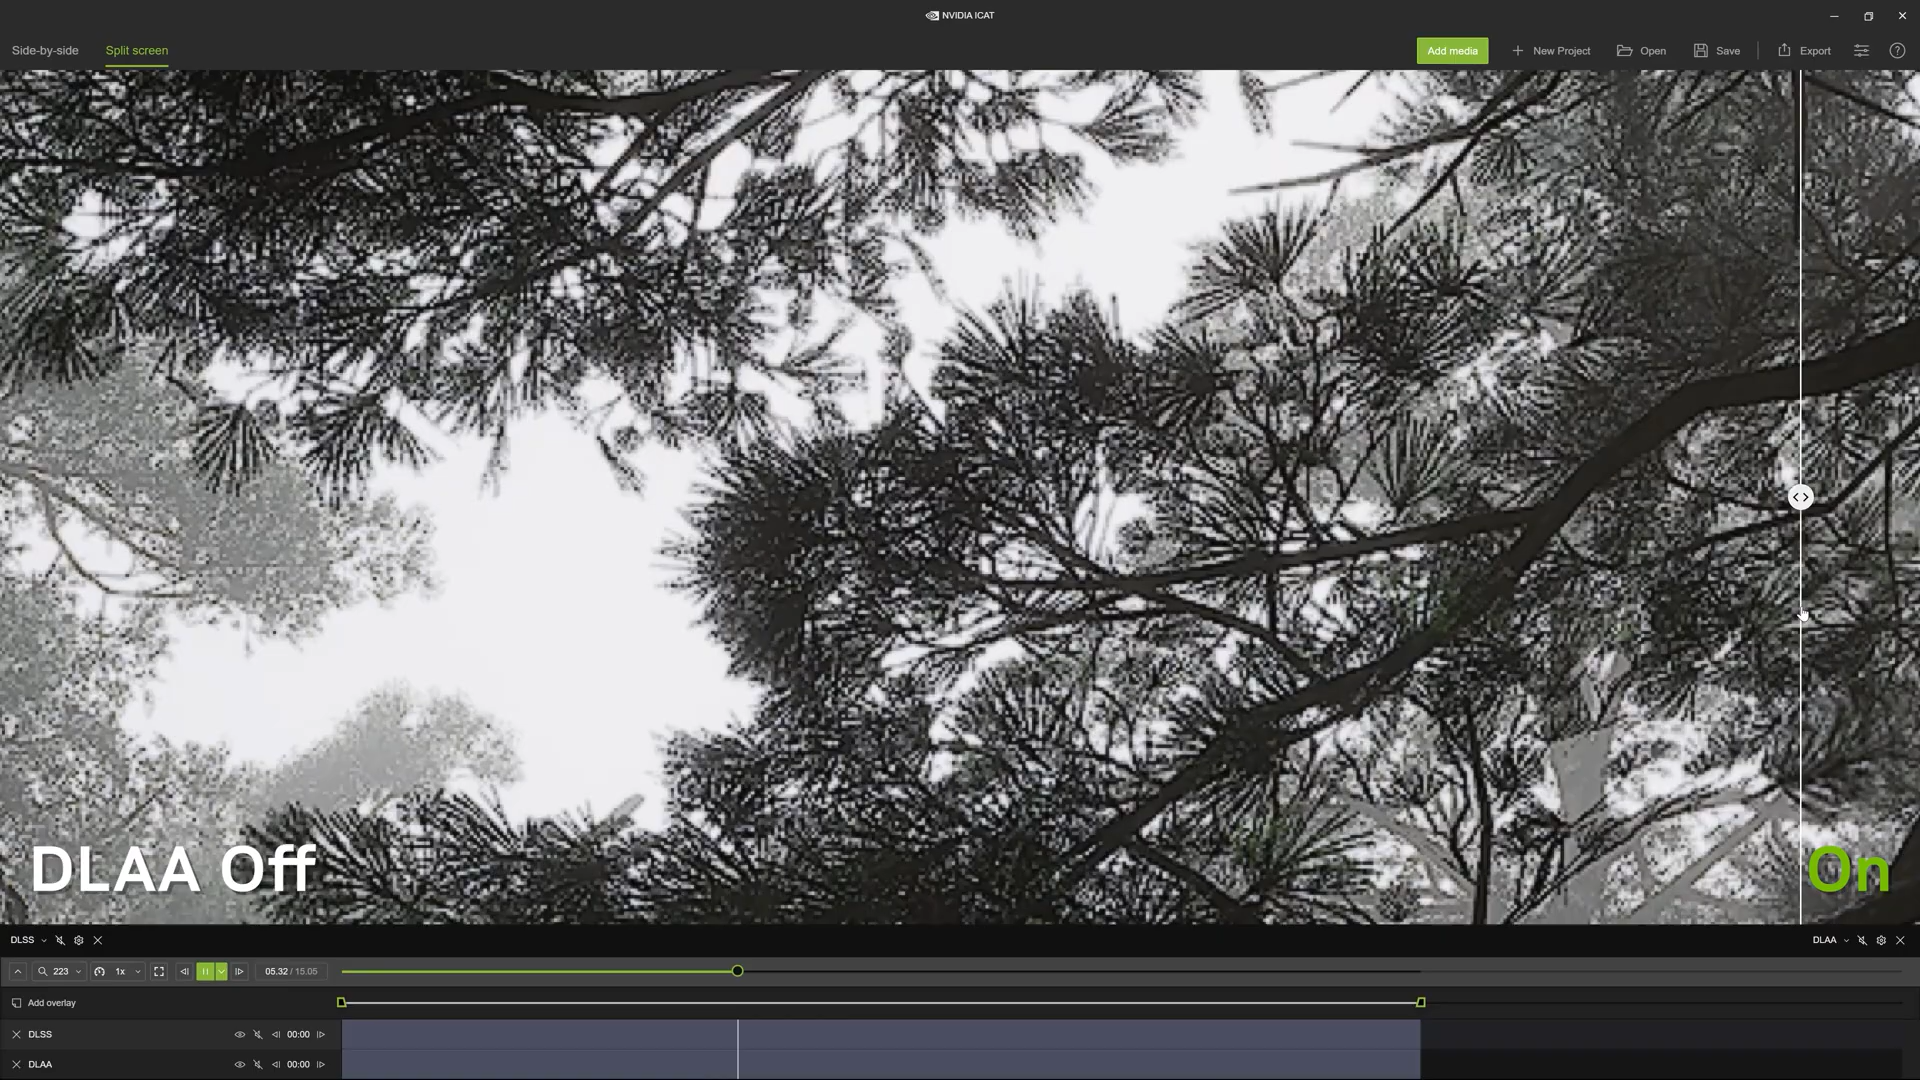 NVIDIA ICAT
Side-by-side
Split screen
Add media
New Project
Open
Save
Export
DLAA Off
On
DLSS
DLAA
223
1x
05.32 / 15.05
Add overlay
DLSS
00:00
DLAA
00:00